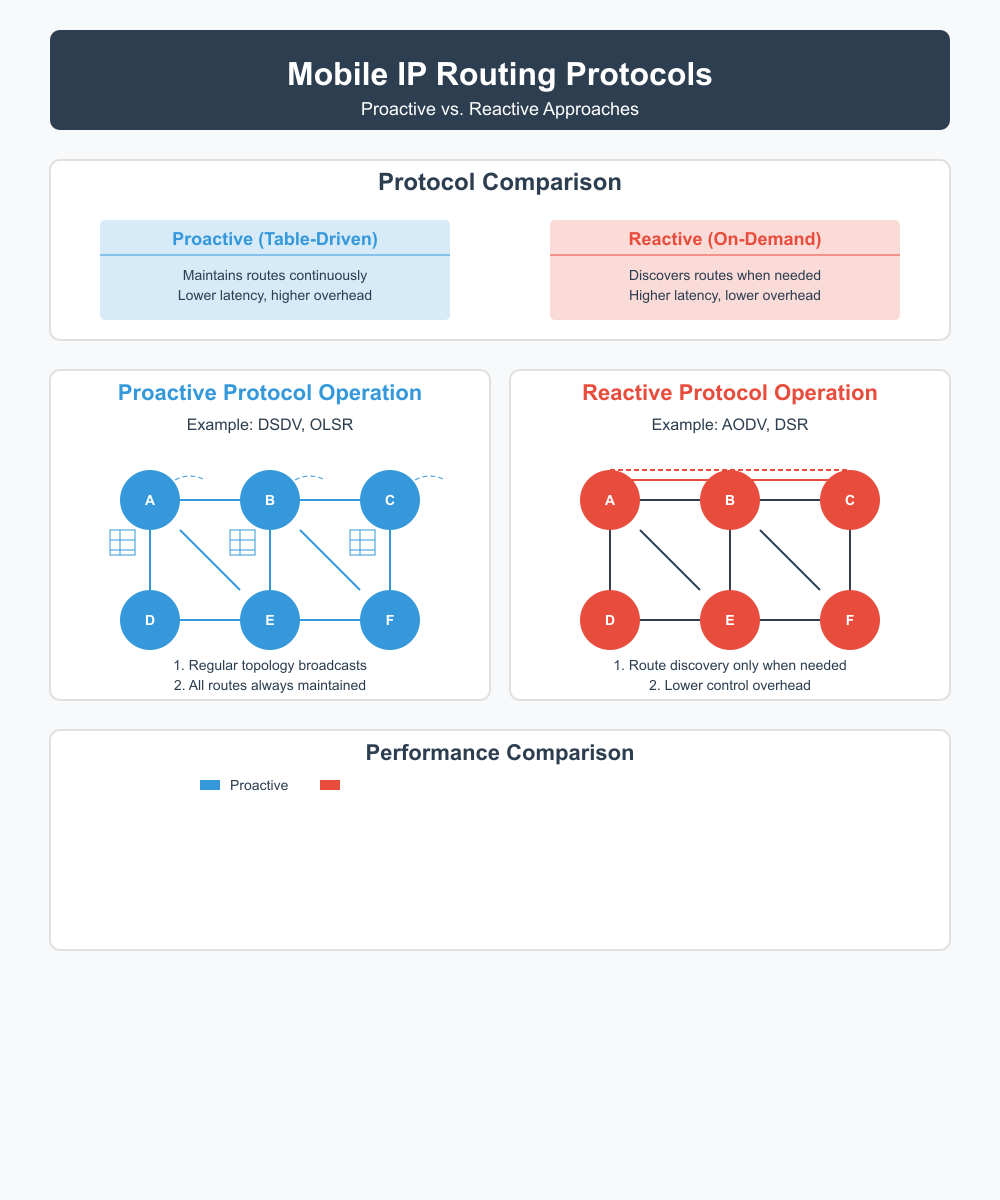 Mobile IP Routing Protocols
Proactive vs. Reactive Approaches
Protocol Comparison
Proactive (Table-Driven)
Maintains routes continuously
Lower latency, higher overhead
Reactive (On-Demand)
Discovers routes when needed
Higher latency, lower overhead
Proactive Protocol Operation
Example: DSDV, OLSR
A
B
C
D
E
F
1. Regular topology broadcasts
2. All routes always maintained
Reactive Protocol Operation
Example: AODV, DSR
A
B
C
D
E
F
1. Route discovery only when needed
2. Lower control overhead
Performance Comparison
Proactive